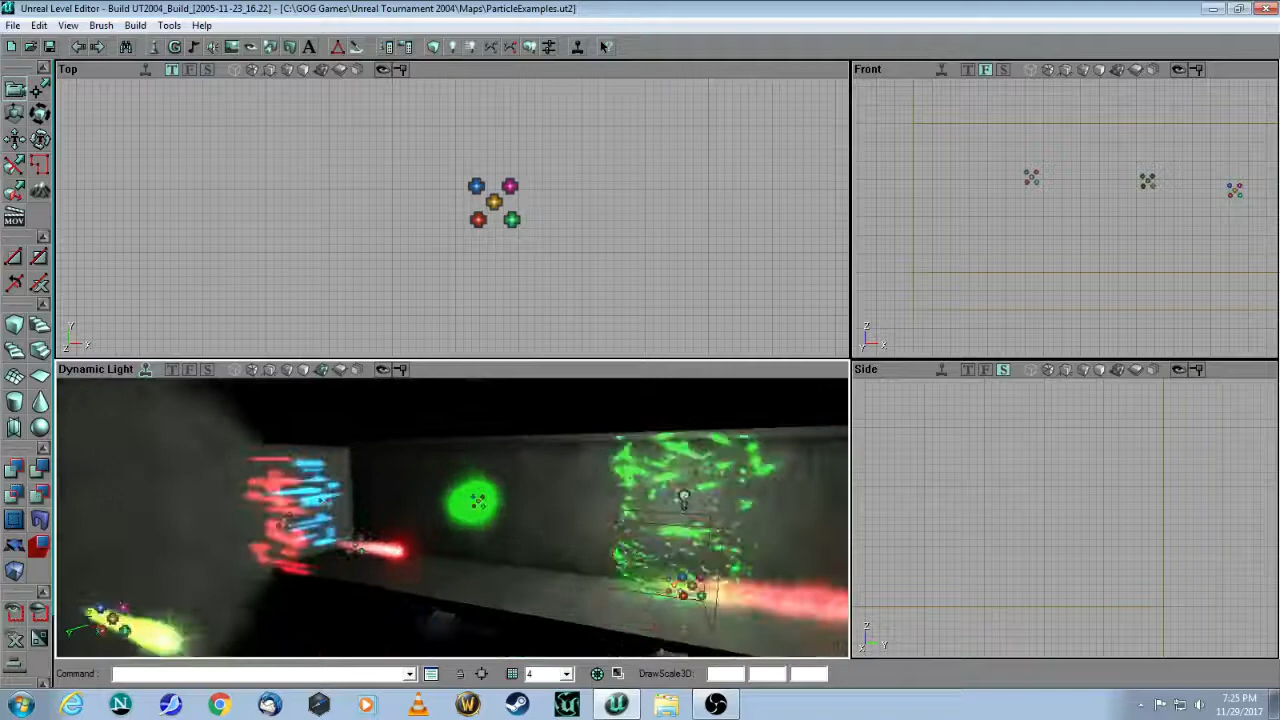 Unreal Level Editor - Build UT2004_Build_[2005-11-23_16.22] - [C:\GOG Games\Unreal Tournament 2004\Maps\ParticleExamples.ut2]
File Edit View Brush Build Tools Help
Top T F S
Front T F S
MOV
Y
Z X
Z
Y X
Dynamic Light T F S
Side T F S
Z
X Y
Command : 4 DrawScale3D:
7:25 PM
11/29/2017